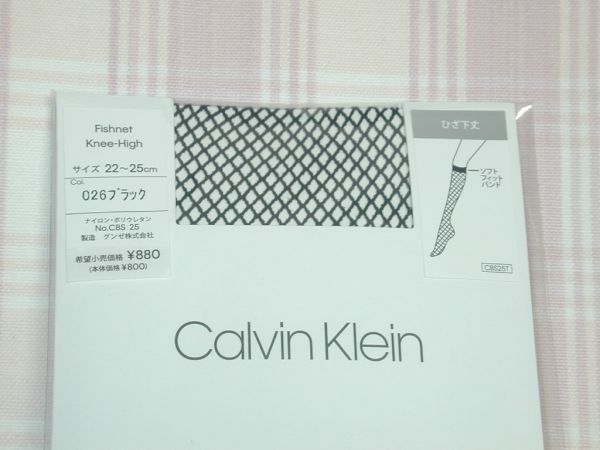 Fishnet
Knee-High
サイズ 22~25cm
Col.
026ブラック
ナイロン・ポリウレタン
No.CBS 25
製造 グンゼ株式会社
希望小売価格 ¥880
(本体価格¥800)
ひざ下丈
ソフト
フィット
バンド
CBS25T
Calvin Klein